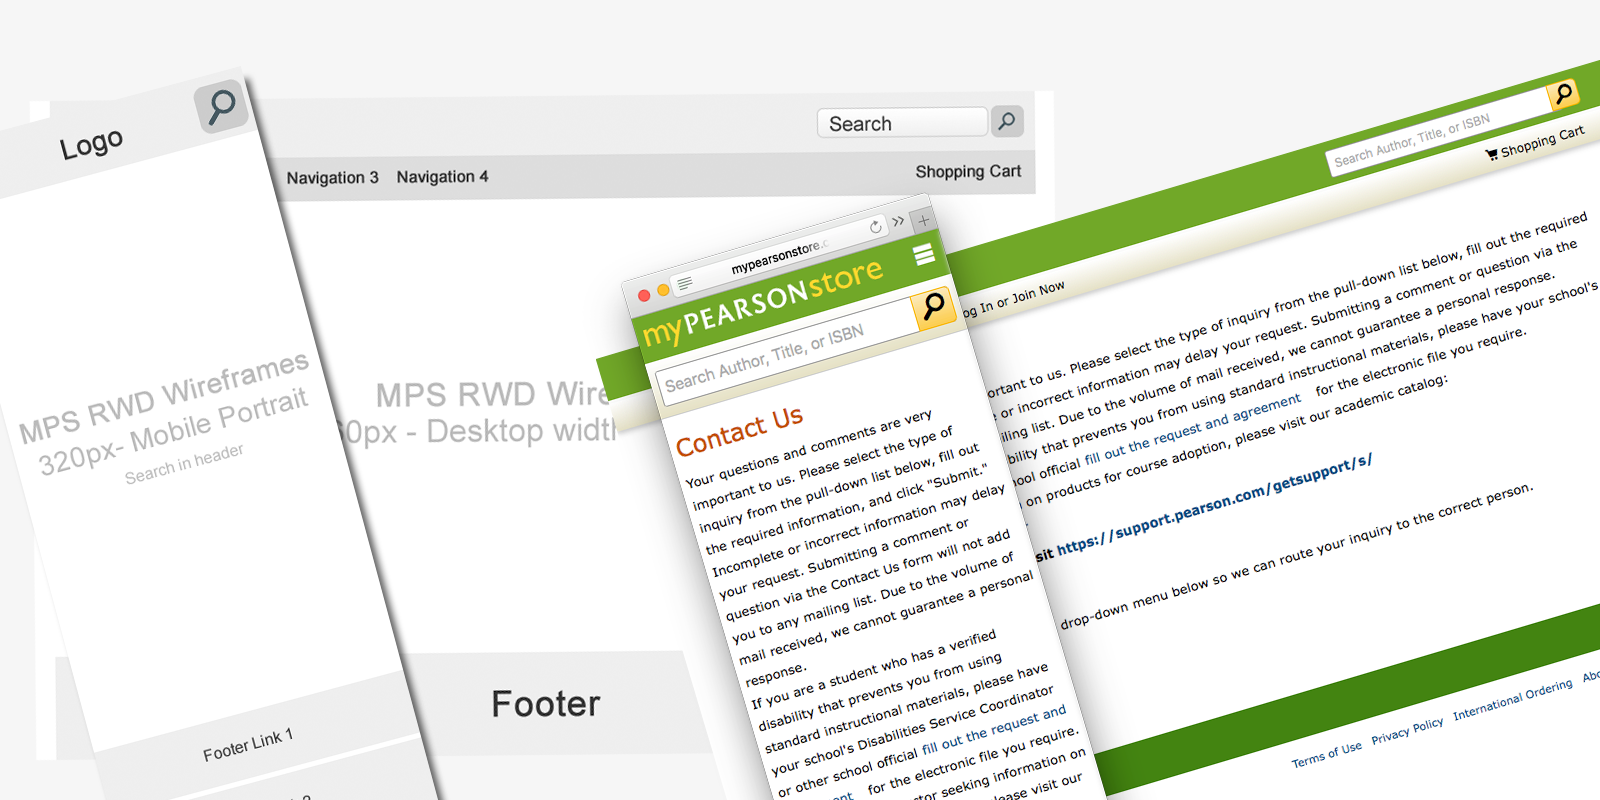 Logo
MPS RWD Wireframes
320px- Mobile Portrait
Search in header
Footer Link 1
Search
Navigation 3 Navigation 4
Shopping Cart
MPS RWD
0px - Desktop
Footer
mypearsonstore.c
myPEARSONstore
Search Author, Title, or ISBN
Contact Us
Your questions and comments are very
important to us. Please select the type of
inquiry from the pull-down list below, fill out
the required information, and click "Submit."
Incomplete or incorrect information may delay
your request. Submitting a comment or
question via the Contact Us form will not add
you to any mailing list. Due to the volume of
mail received, we cannot guarantee a personal
response.
If you are a student who has a verified
disability that prevents you from using
standard instructional materials, please have
your school's Disabilities Service Coordinator
or other school official fill out the request and
for the electronic file you require.
seeking information on
please visit our
Search Author, Title, or ISBN
Shopping Cart
In or Join Now
to us. Please select the type of inquiry from the pull-down list below, fill out the required
or incorrect information may delay your request. Submitting a comment or question via the
list. Due to the volume of mail received, we cannot guarantee a personal response.
that prevents you from using standard instructional materials, please have your school's
official fill out the request and agreement for the electronic file you require.
on products for course adoption, please visit our academic catalog:
https://support.pearson.com/getsupport/s/
drop-down menu below so we can route your inquiry to the correct person.
Terms of Use Privacy Policy International Ordering